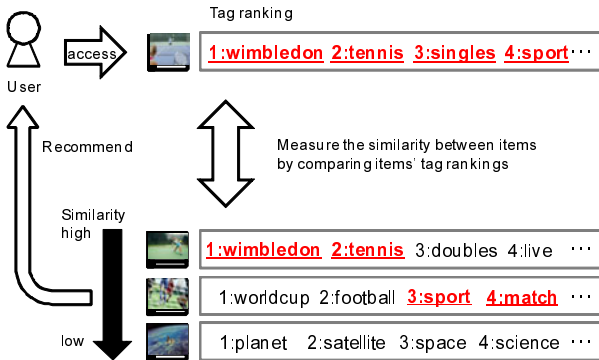 Tag ranking
access
1:wimbledon 2:tennis 3:singles 4:sport ···
User
Recommend
Measure the similarity between items
by comparing items' tag rankings
Similarity
high
1:wimbledon 2:tennis 3:doubles 4:live ···
1:worldcup 2:football 3:sport 4:match ···
low
1:planet 2:satellite 3:space 4:science ···